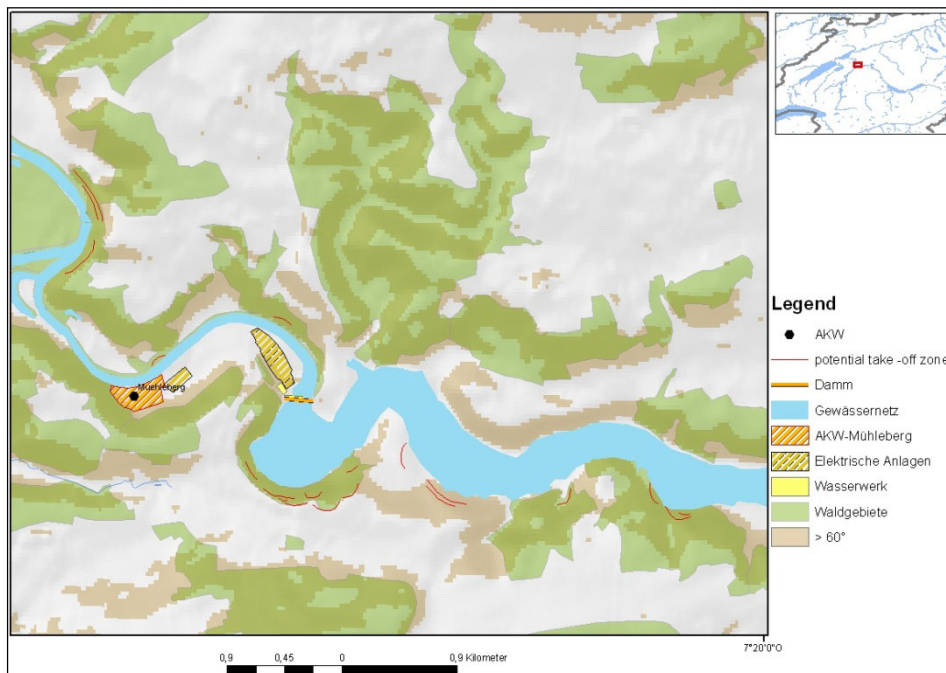 Muehleberg
Legend
AKW
potential take -off zone
Damm
Gewässernetz
AKW-Mühleberg
Elektrische Anlagen
Wasserwerk
Waldgebiete
> 60°
7°20'0"O
0,9 0,45 0 0,9 Kilometer